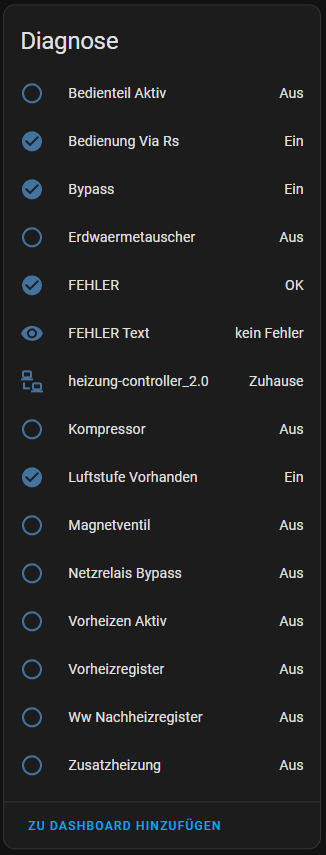 Diagnose
Bedienteil Aktiv Aus
Bedienung Via Rs Ein
Bypass Ein
Erdwaermetauscher Aus
FEHLER OK
FEHLER Text kein Fehler
heizung-controller_2.0 Zuhause
Kompressor Aus
Luftstufe Vorhanden Ein
Magnetventil Aus
Netzrelais Bypass Aus
Vorheizen Aktiv Aus
Vorheizregister Aus
Ww Nachheizregister Aus
Zusatzheizung Aus
ZU DASHBOARD HINZUFÜGEN